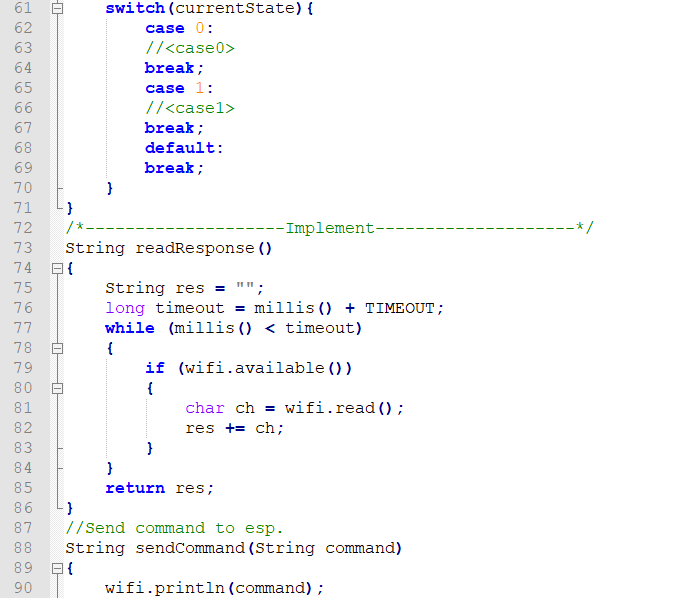 61 switch(currentState){
62 case 0:
63 //<case0>
64 break;
65 case 1:
66 //<case1>
67 break;
68 default:
69 break;
70 }
71 }
72 /*--------------------Implement--------------------*/
73 String readResponse()
74 {
75 String res = "";
76 long timeout = millis() + TIMEOUT;
77 while (millis() < timeout)
78 {
79 if (wifi.available())
80 {
81 char ch = wifi.read();
82 res += ch;
83 }
84 }
85 return res;
86 }
87 //Send command to esp.
88 String sendCommand(String command)
89 {
90 wifi.println(command);